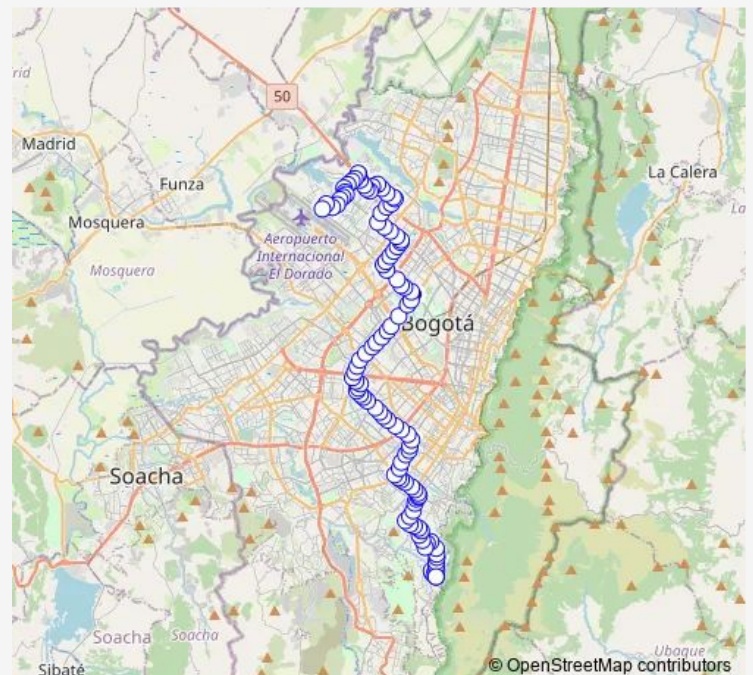 rid
50
Madrid
Funza
La Calera
La
Mosquera
Aeropuerto
Internacional
El Dorado
Mosquera
Bogotá
Soacha
Soacha
Soacha
Ubaque
Sibaté
© OpenStreetMap contributors